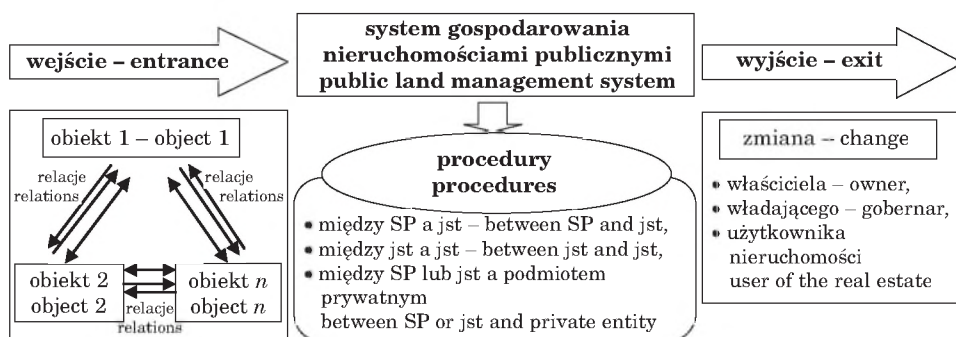 wejście – entrance
system gospodarowania
nieruchomościami publicznymi
public land management system
wyjście – exit
obiekt 1 – object 1
relacje
relations
relacje
relations
obiekt 2
object 2
obiekt n
object n
relacje
relations
procedury
procedures
• między SP a jst – between SP and jst,
• między jst a jst – between jst and jst,
• między SP lub jst a podmiotem
prywatnym
between SP or jst and private entity
zmiana – change
• właściciela – owner,
• władającego – gobernar,
• użytkownika
nieruchomości
user of the real estate